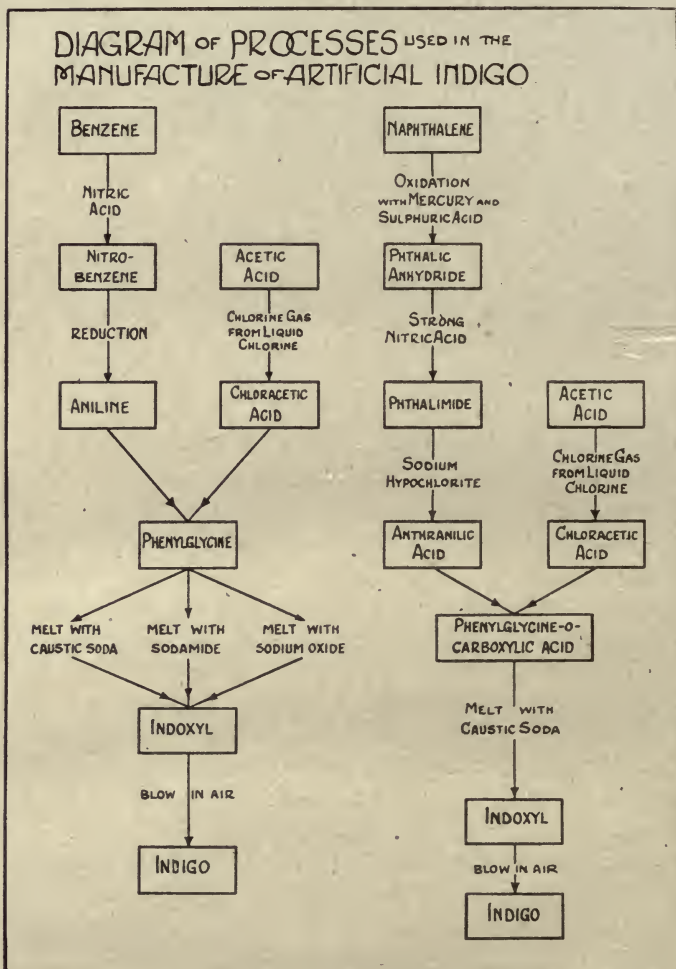 DIAGRAM OF PROCESSES USED IN THE
MANUFACTURE OF ARTIFICIAL INDIGO
BENZENE
NITRIC
ACID
NITRO-
BENZENE
REDUCTION
ANILINE
ACETIC
ACID
CHLORINE GAS
FROM LIQUID
CHLORINE
CHLORACETIC
ACID
PHENYLGLYCINE
MELT WITH
CAUSTIC SODA
MELT WITH
SODAMIDE
MELT WITH
SODIUM OXIDE
INDOXYL
BLOW IN AIR
INDIGO
NAPHTHALENE
OXIDATION
WITH MERCURY AND
SULPHURIC ACID
PHTHALIC
ANHYDRIDE
STRONG
NITRIC ACID
PHTHALIMIDE
SODIUM
HYPOCHLORITE
ANTHRANILIC
ACID
ACETIC
ACID
CHLORINE GAS
FROM LIQUID
CHLORINE
CHLORACETIC
ACID
PHENYLGLYCINE-O-
CARBOXYLIC ACID
MELT WITH
CAUSTIC SODA
INDOXYL
BLOW IN AIR
INDIGO